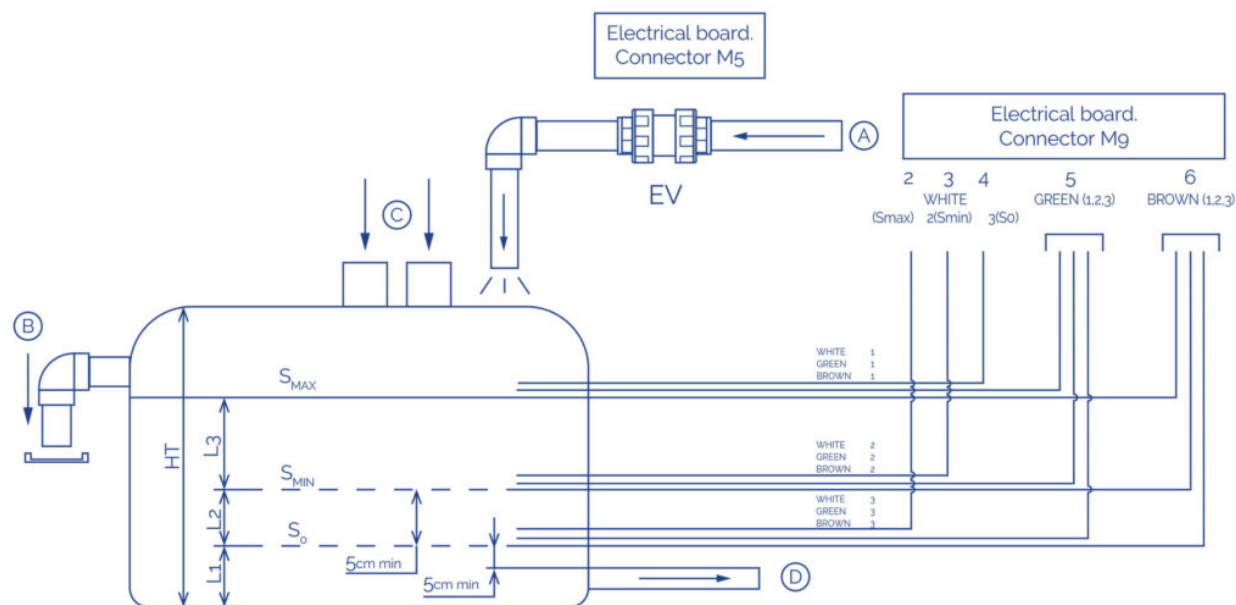 Electrical board.
Connector M5
Electrical board.
Connector M9
A
EV
2 3 4 5 6
WHITE GREEN (1,2,3) BROWN (1,2,3)
(Smax) 2(Smin) 3(S0)
C
B
WHITE 1
GREEN 1
BROWN 1
SMAX
HT
L3
WHITE 2
GREEN 2
BROWN 2
SMIN
L2
WHITE 3
GREEN 3
BROWN 3
So
L1
5cm min
5cm min
D